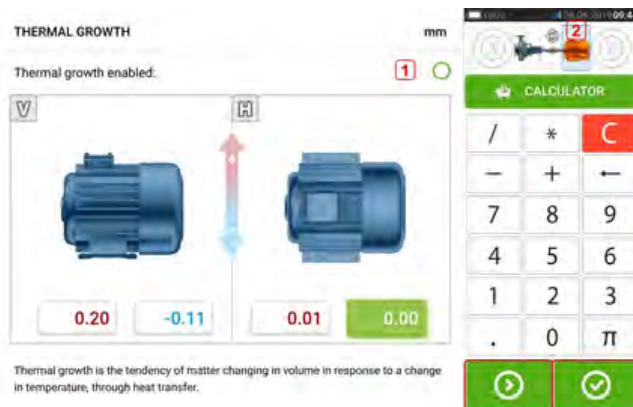 THERMAL GROWTH
mm
Thermal growth enabled:
1
V
H
0.20
-0.11
0.01
0.00
Thermal growth is the tendency of matter changing in volume in response to a change
in temperature, through heat transfer.
09:4
2
CALCULATOR
/ * C
− + ←
7 8 9
4 5 6
1 2 3
. 0 π